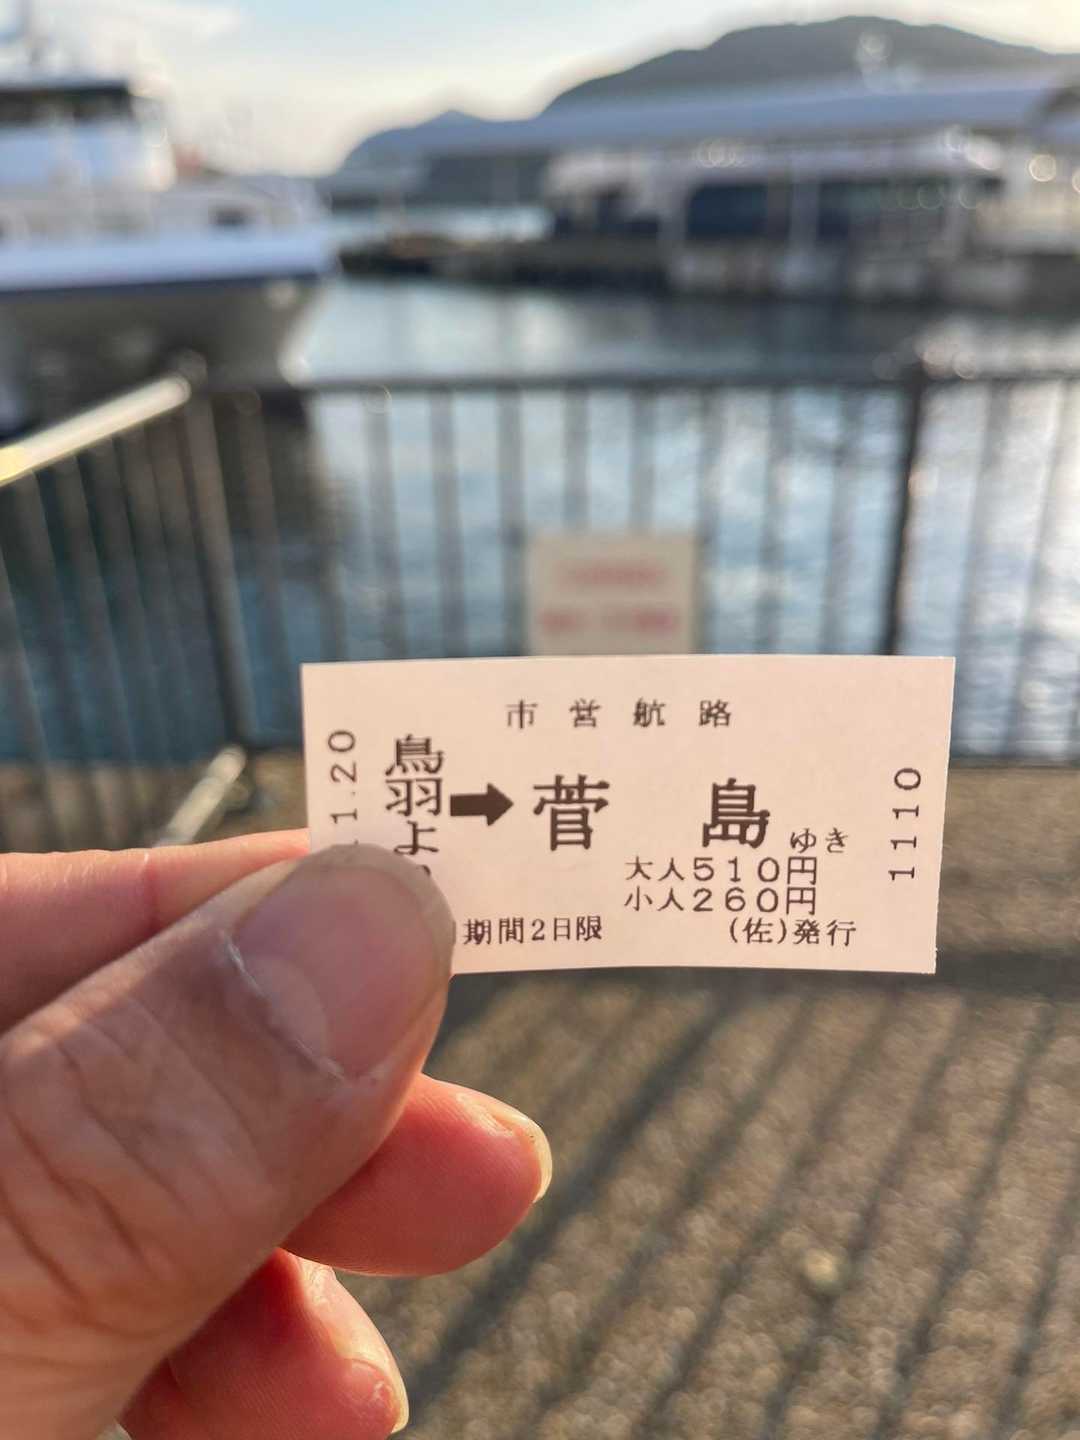 市営航路
11.20
鳥羽よ
➡
菅島ゆき
大人510円
小人260円
期間2日限
(佐)発行
1110